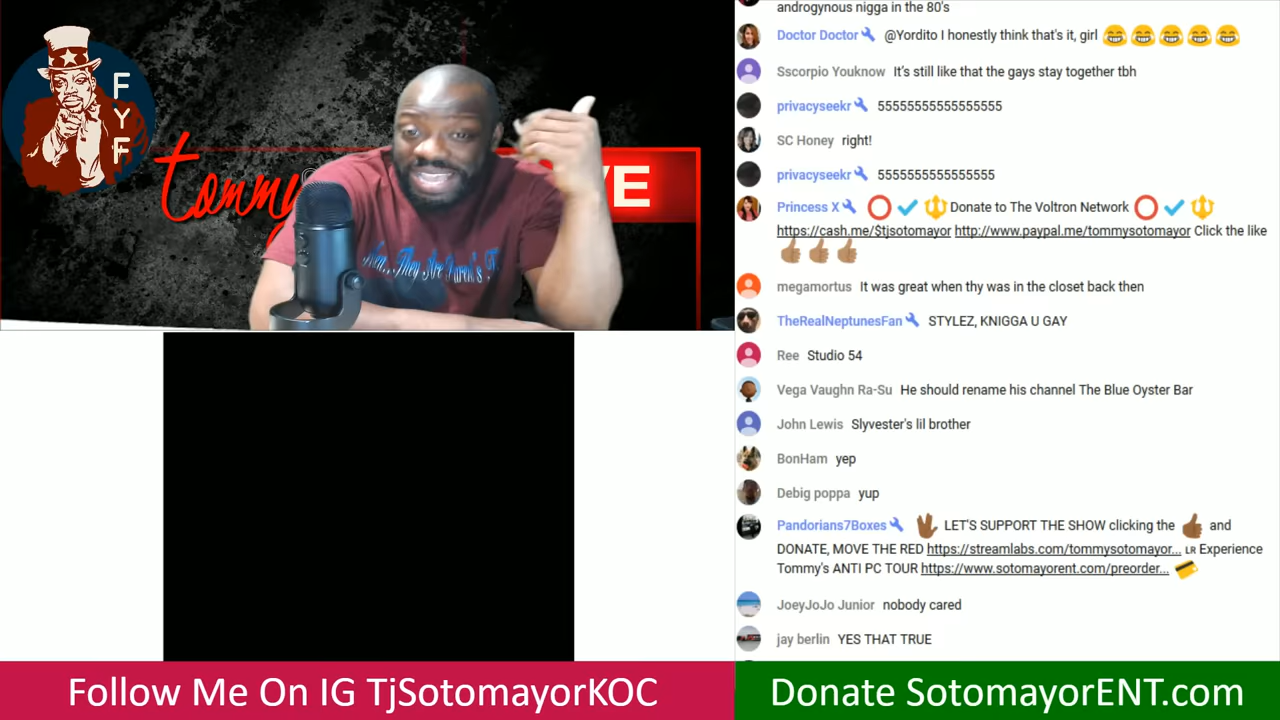 F
Y
F
tommy
VE
Follow Me On IG TjSotomayorKOC
androgynous nigga in the 80's
Doctor Doctor @Yordito I honestly think that's it, girl 😂😂😂😂😂
Sscorpio Youknow It's still like that the gays stay together tbh
privacyseekr 55555555555555555
SC Honey right!
privacyseekr 5555555555555555
Princess X ⭕✔🔱Donate to The Voltron Network ⭕✔🔱
https://cash.me/$tjsotomayor http://www.paypal.me/tommysotomayor Click the like
👍🏽👍🏽👍🏽
megamortus It was great when thy was in the closet back then
TheRealNeptunesFan STYLEZ, KNIGGA U GAY
Ree Studio 54
Vega Vaughn Ra-Su He should rename his channel The Blue Oyster Bar
John Lewis Slyvester's lil brother
BonHam yep
Debig poppa yup
Pandorians7Boxes 🖖🏾 LET'S SUPPORT THE SHOW clicking the 👍🏾 and
DONATE, MOVE THE RED https://streamlabs.com/tommysotomayor... LR Experience
Tommy's ANTI PC TOUR https://www.sotomayorent.com/preorder... 💳
JoeyJoJo Junior nobody cared
jay berlin YES THAT TRUE
Donate SotomayorENT.com